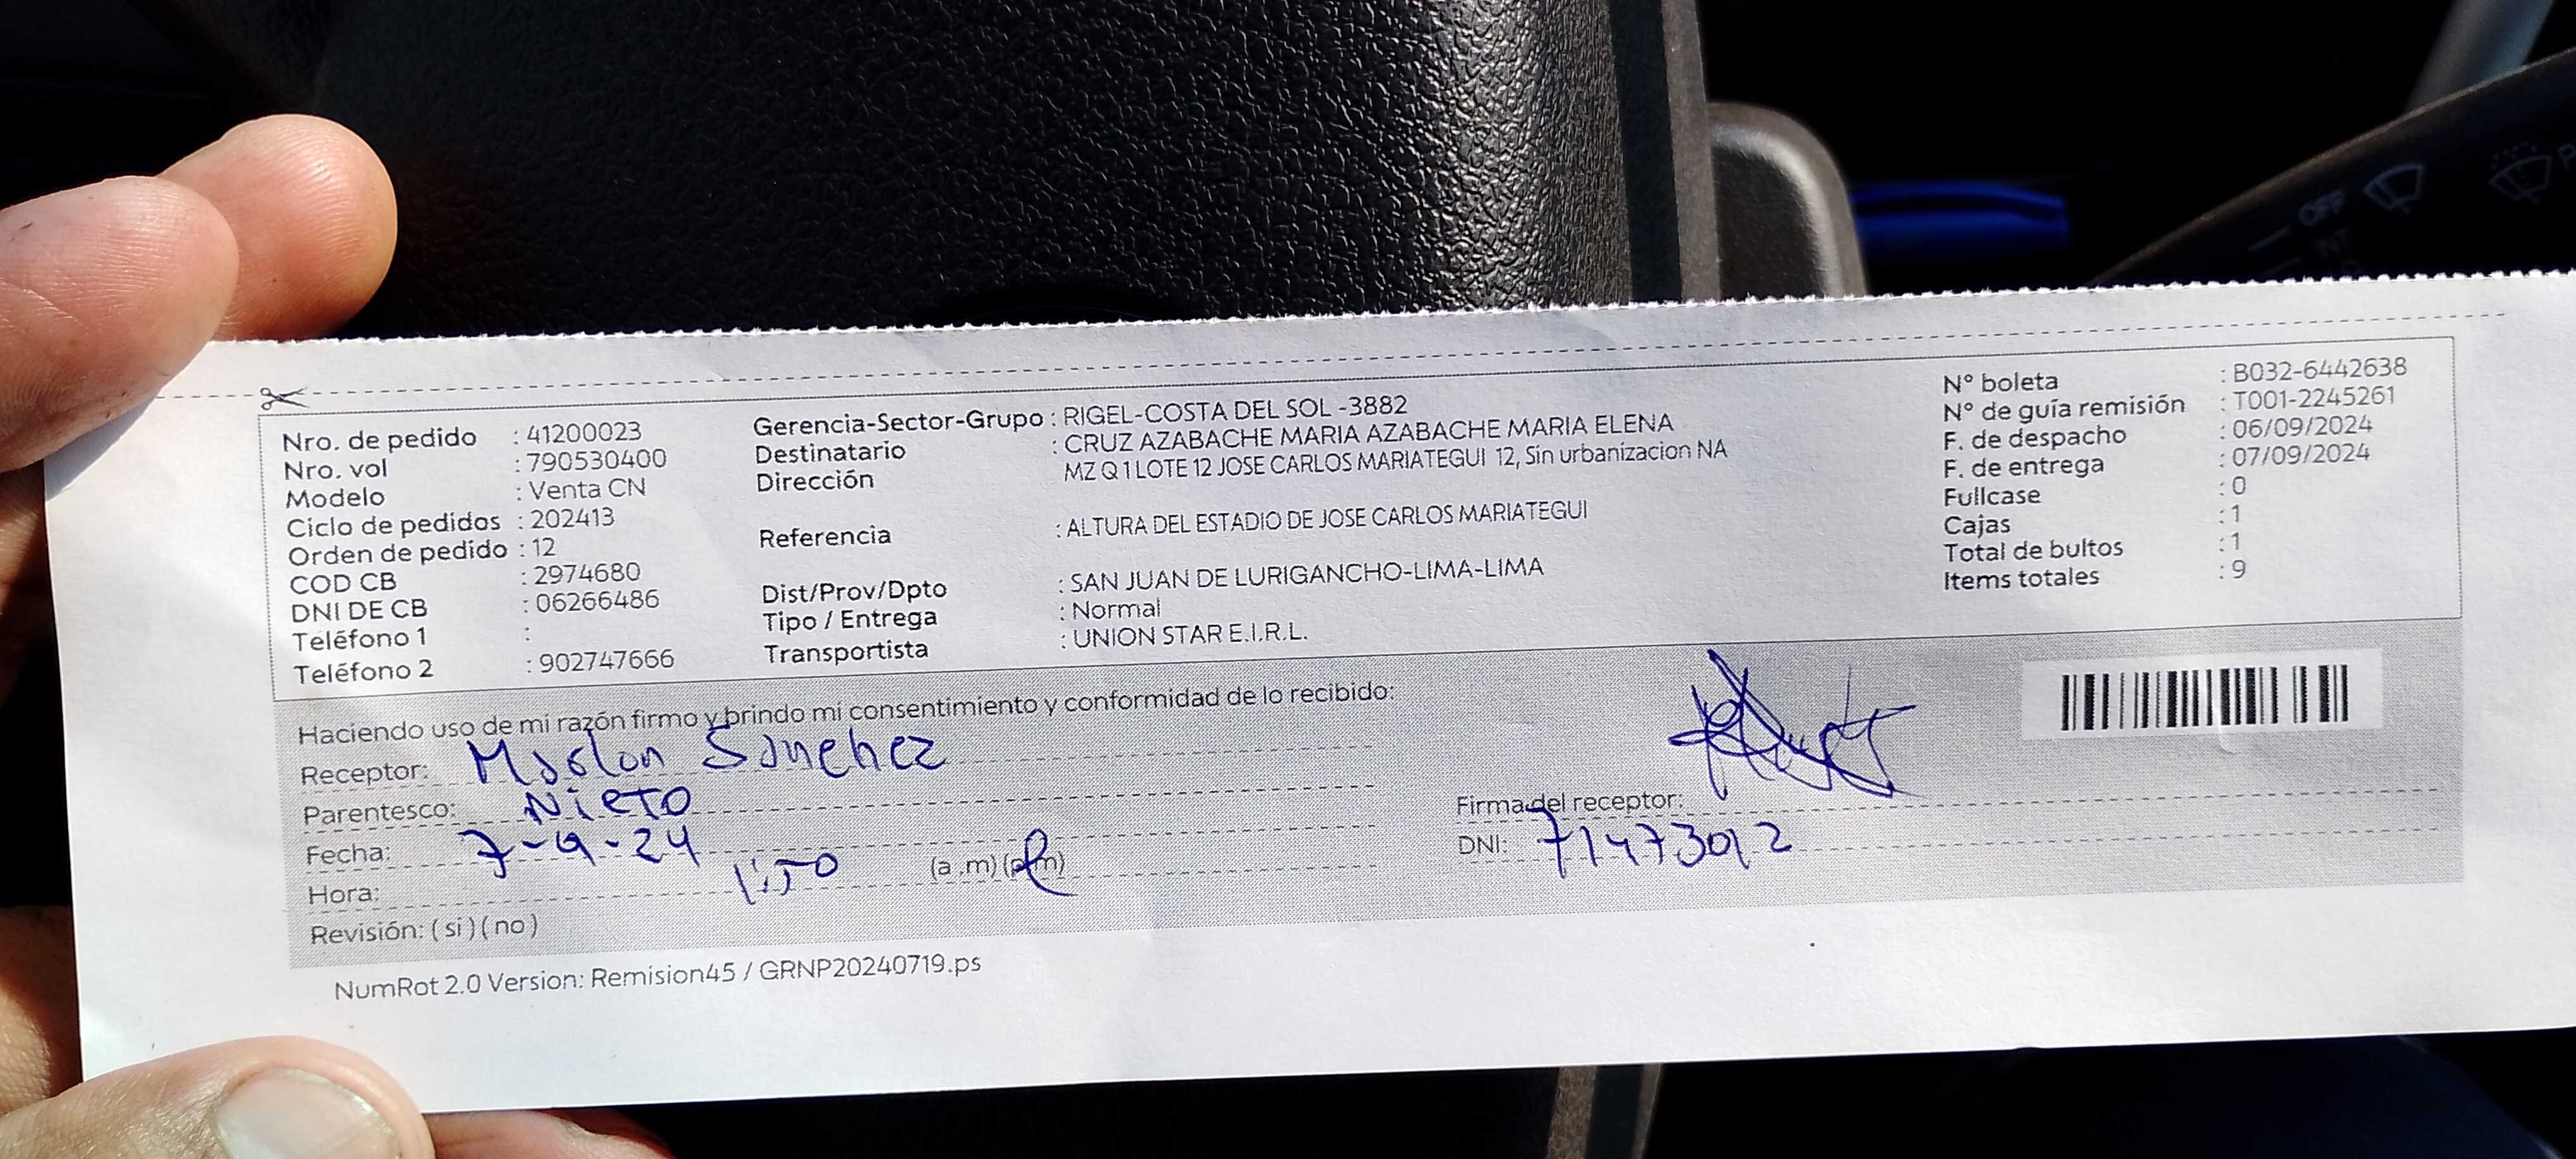 Nro. de pedido : 41200023
Nro. vol : 790530400
Modelo : Venta CN
Ciclo de pedidos : 202413
Orden de pedido : 12
COD CB : 2974680
DNI DE CB : 06266486
Teléfono 1 :
Teléfono 2 : 902747666
Gerencia-Sector-Grupo : RIGEL-COSTA DEL SOL -3882
Destinatario : CRUZ AZABACHE MARIA AZABACHE MARIA ELENA
Dirección MZ Q 1 LOTE 12 JOSE CARLOS MARIATEGUI 12, Sin urbanizacion NA
Referencia : ALTURA DEL ESTADIO DE JOSE CARLOS MARIATEGUI
Dist/Prov/Dpto : SAN JUAN DE LURIGANCHO-LIMA-LIMA
Tipo / Entrega : Normal
Transportista : UNION STAR E.I.R.L.
N° boleta : B032-6442638
N° de guía remisión : T001-2245261
F. de despacho : 06/09/2024
F. de entrega : 07/09/2024
Fullcase : 0
Cajas : 1
Total de bultos : 1
Items totales : 9
Haciendo uso de mi razón firmo y brindo mi consentimiento y conformidad de lo recibido:
Receptor: Marlon Sanchez
Parentesco: Nieto
Fecha: 7-9-24
Hora: 1:50 (a.m) (p.m)
Revisión: ( si ) ( no )
Firma del receptor:
DNI: 71473092
NumRot 2.0 Version: Remision45 / GRNP20240719.ps
OFF
INT